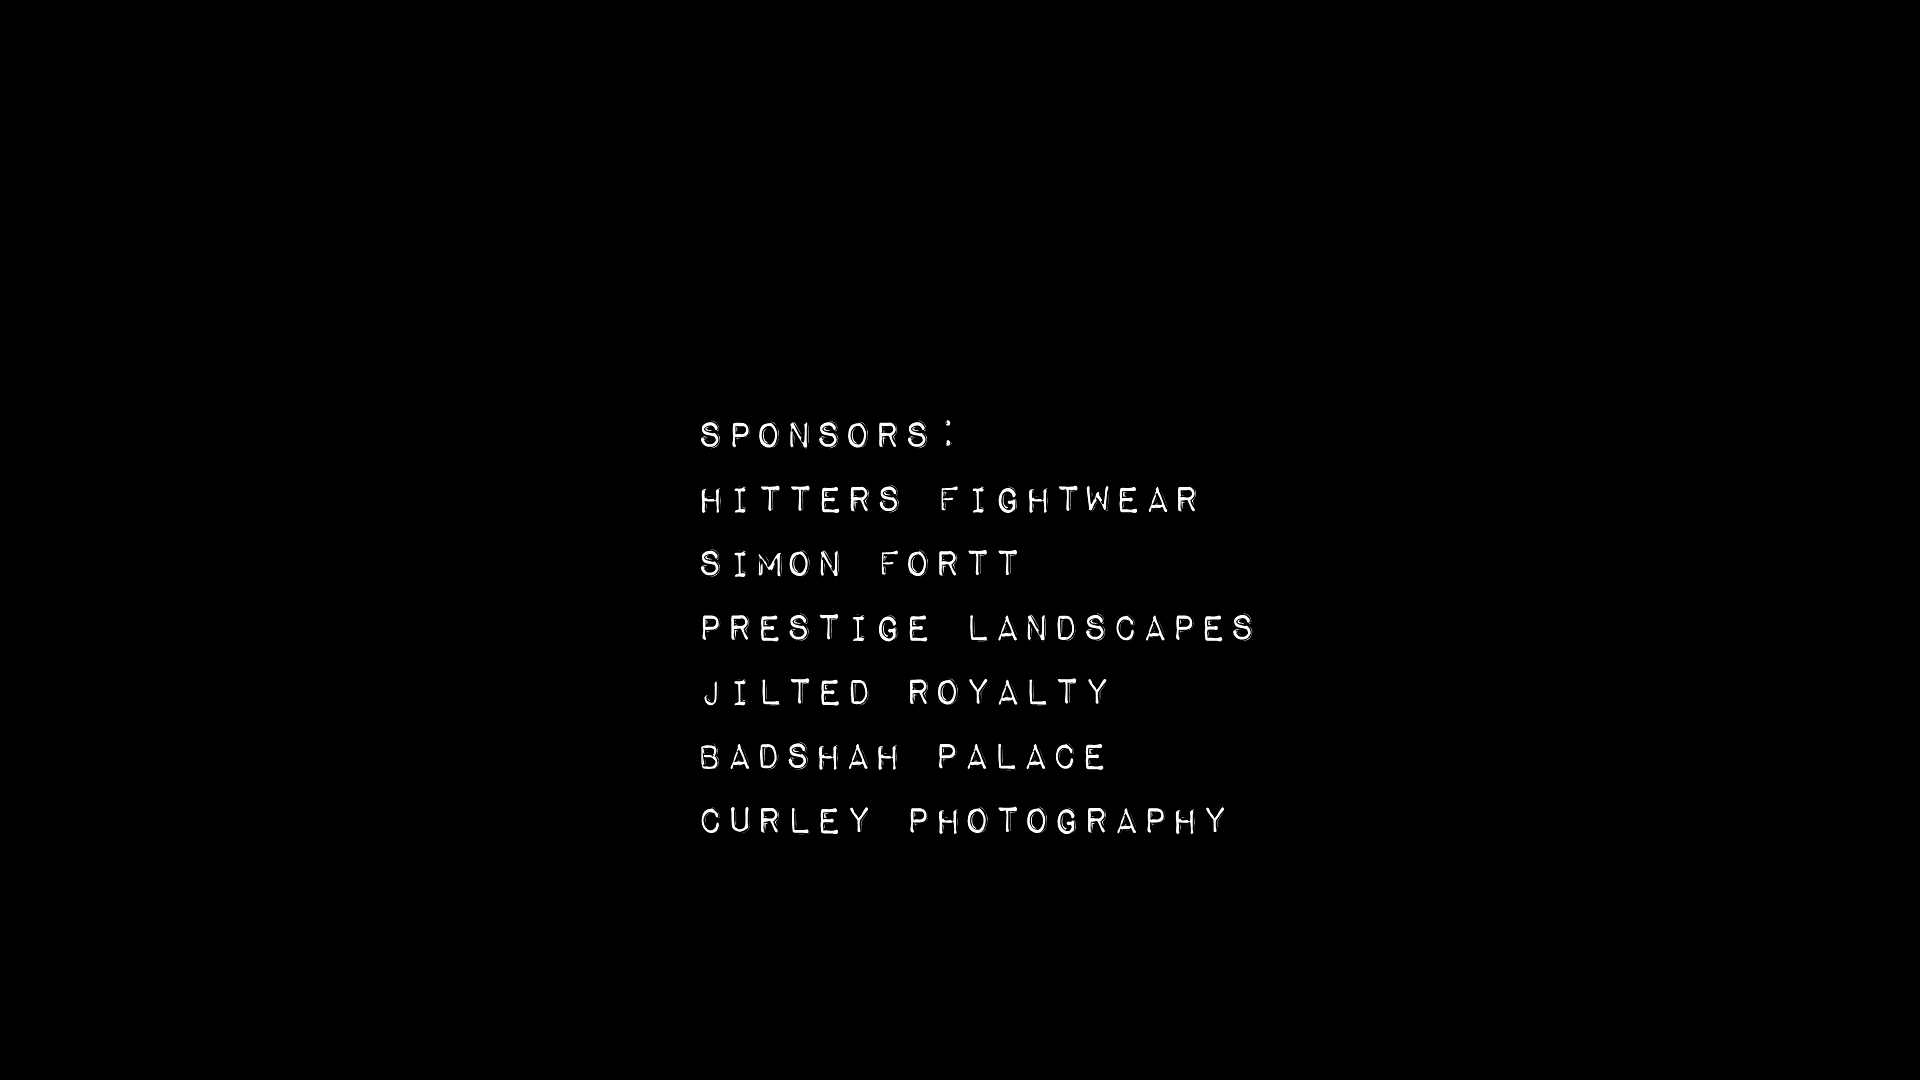 SPONSORS:
HITTERS FIGHTWEAR
SIMON FORTT
PRESTIGE LANDSCAPES
JILTED ROYALTY
BADSHAH PALACE
CURLEY PHOTOGRAPHY